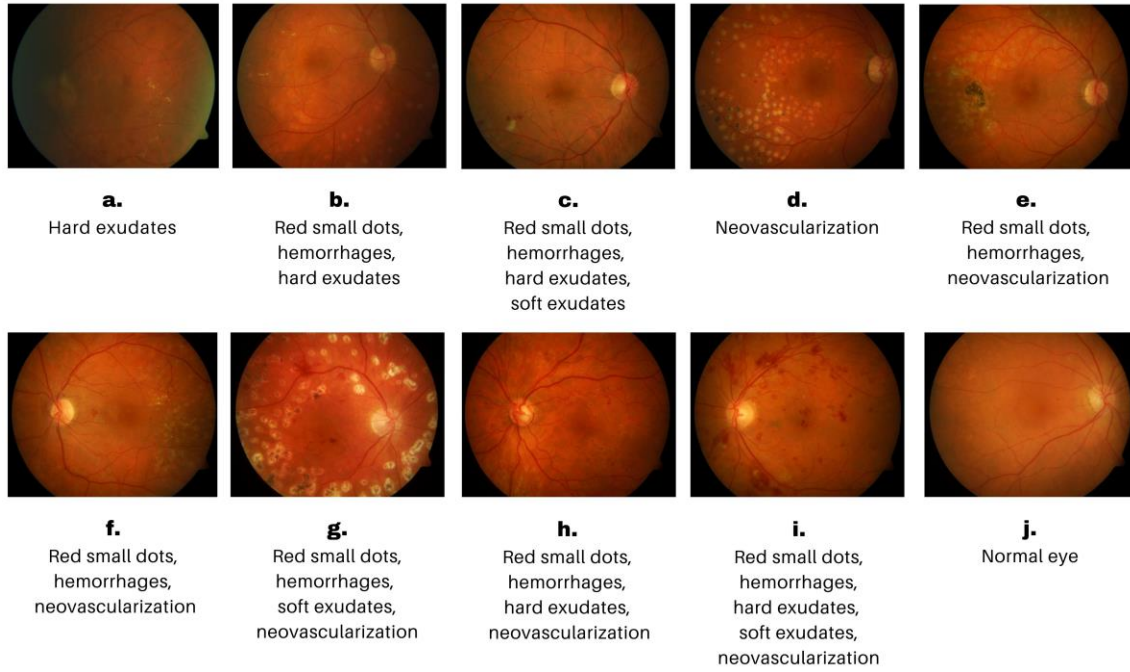 a.
Hard exudates
b.
Red small dots,
hemorrhages,
hard exudates
c.
Red small dots,
hemorrhages,
hard exudates,
soft exudates
d.
Neovascularization
e.
Red small dots,
hemorrhages,
neovascularization
f.
Red small dots,
hemorrhages,
neovascularization
g.
Red small dots,
hemorrhages,
soft exudates,
neovascularization
h.
Red small dots,
hemorrhages,
hard exudates,
neovascularization
i.
Red small dots,
hemorrhages,
hard exudates,
soft exudates,
neovascularization
j.
Normal eye